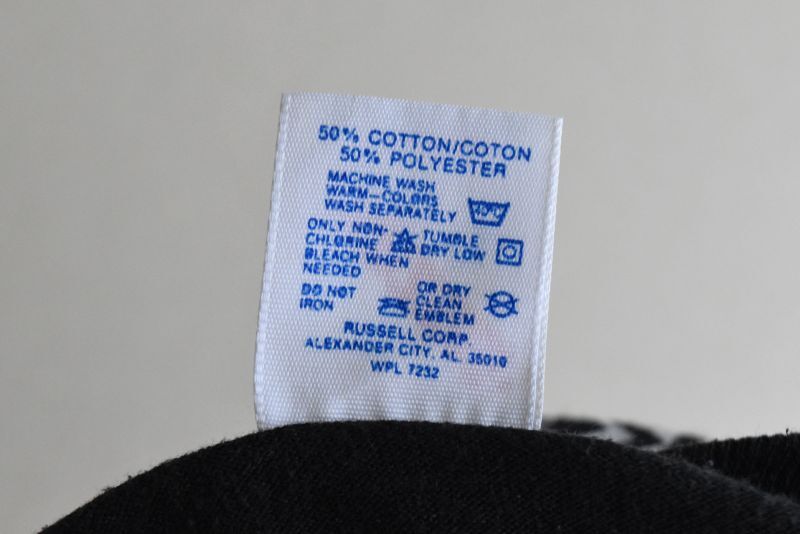 50% COTTON/COTON
50% POLYESTER
MACHINE WASH
WARM-COLORS
WASH SEPARATELY
40°C
ONLY NON-
CHLORINE
BLEACH WHEN
NEEDED
TUMBLE
DRY LOW
DO NOT
IRON
OR DRY
CLEAN
EMBLEM
RUSSELL CORP.
ALEXANDER CITY, AL. 35010
WPL 7232